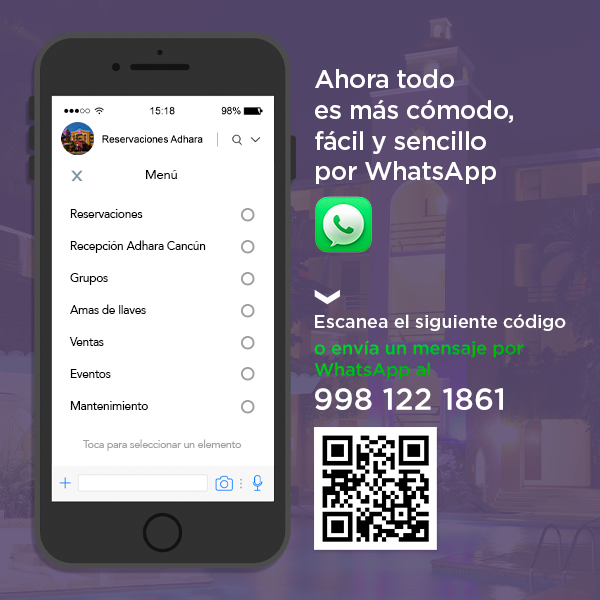 15:18
98%
Reservaciones Adhara
Menú
Reservaciones
Recepción Adhara Cancún
Grupos
Amas de llaves
Ventas
Eventos
Mantenimiento
Toca para seleccionar un elemento
Ahora todo
es más cómodo,
fácil y sencillo
por WhatsApp
Escanea el siguiente código
o envía un mensaje por
WhatsApp al
998 122 1861